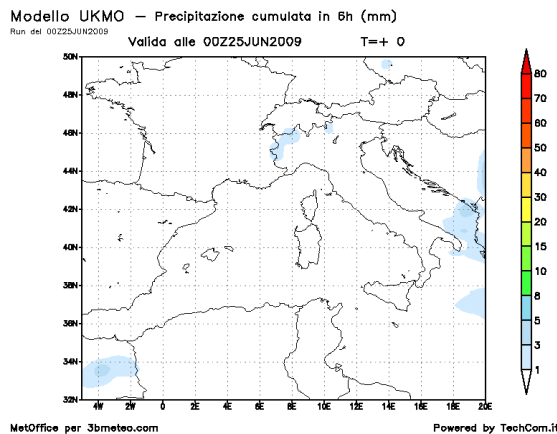 Modello UKMO – Precipitazione cumulata in 6h (mm)
Run del 00Z25JUN2009
Valida alle 00Z25JUN2009 T=+ 0
50N
48N
46N
44N
42N
40N
38N
36N
34N
32N
4W 2W 0 2E 4E 6E 8E 10E 12E 14E 16E 18E 20E
80
70
60
50
40
30
20
15
10
8
5
3
1
MetOffice per 3bmeteo.com Powered by TechCom.it